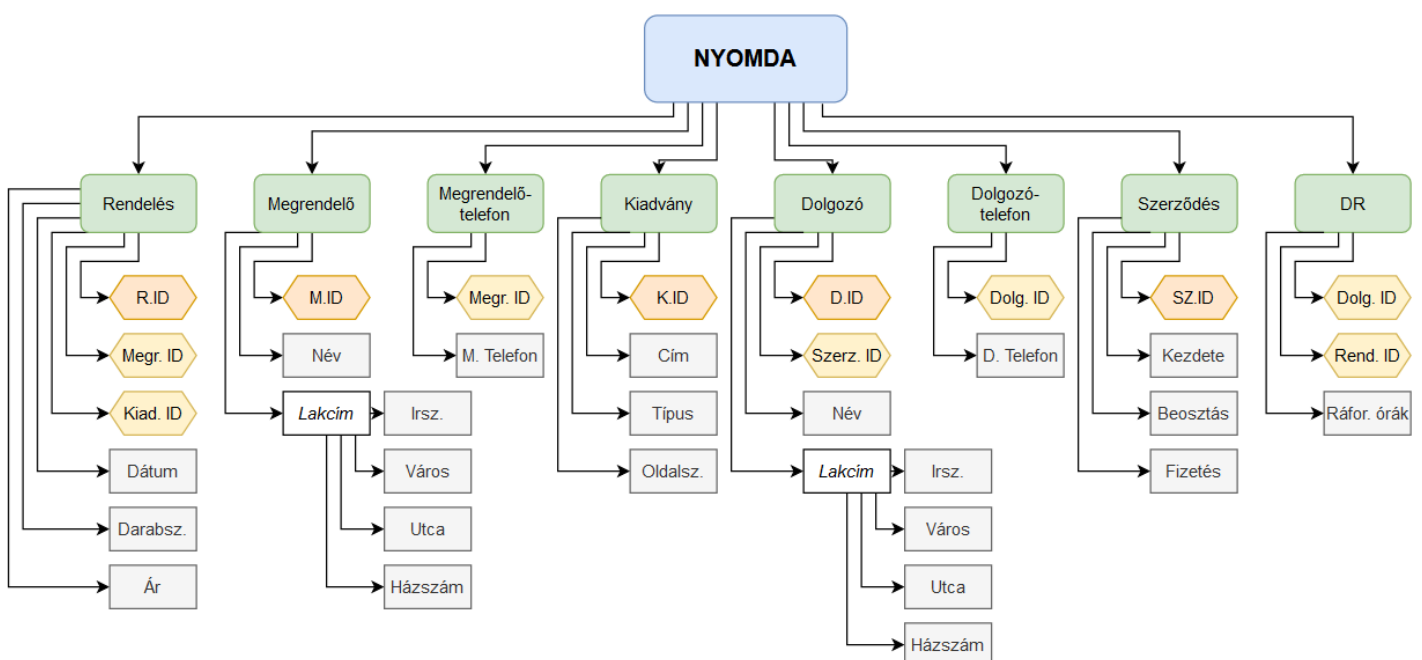 NYOMDA
Rendelés
Megrendelő
Megrendelő-
telefon
Kiadvány
Dolgozó
Dolgozó-
telefon
Szerződés
DR
R.ID
Megr. ID
Kiad. ID
Dátum
Darabsz.
Ár
M.ID
Név
Lakcím
Irsz.
Város
Utca
Házszám
Megr. ID
M. Telefon
K.ID
Cím
Típus
Oldalsz.
D.ID
Szerz. ID
Név
Lakcím
Irsz.
Város
Utca
Házszám
Dolg. ID
D. Telefon
SZ.ID
Kezdete
Beosztás
Fizetés
Dolg. ID
Rend. ID
Ráfor. órák